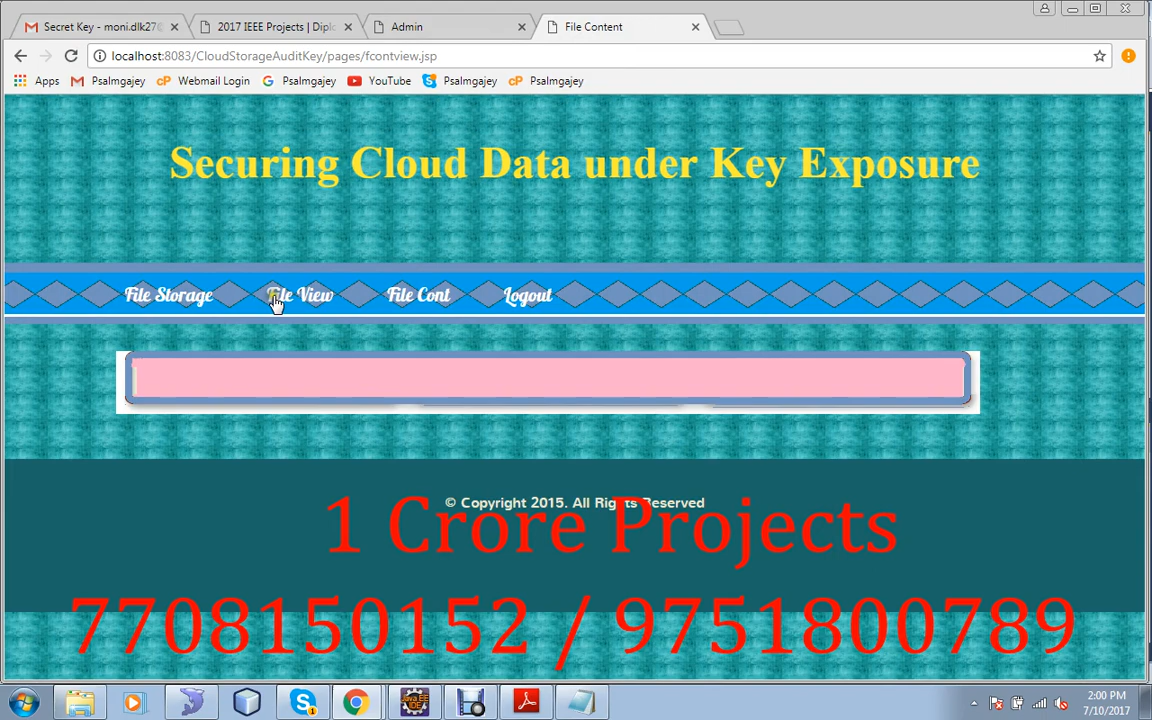 Secret Key - moni.dlk27@
2017 IEEE Projects | Diplo
Admin
File Content
localhost:8083/CloudStorageAuditKey/pages/fcontview.jsp
Apps Psalmgajey Webmail Login Psalmgajey YouTube Psalmgajey Psalmgajey
Securing Cloud Data under Key Exposure
File Storage File View File Cont Logout
© Copyright 2015. All Rights Reserved
1 Crore Projects
7708150152 / 9751800789
2:00 PM
7/10/2017